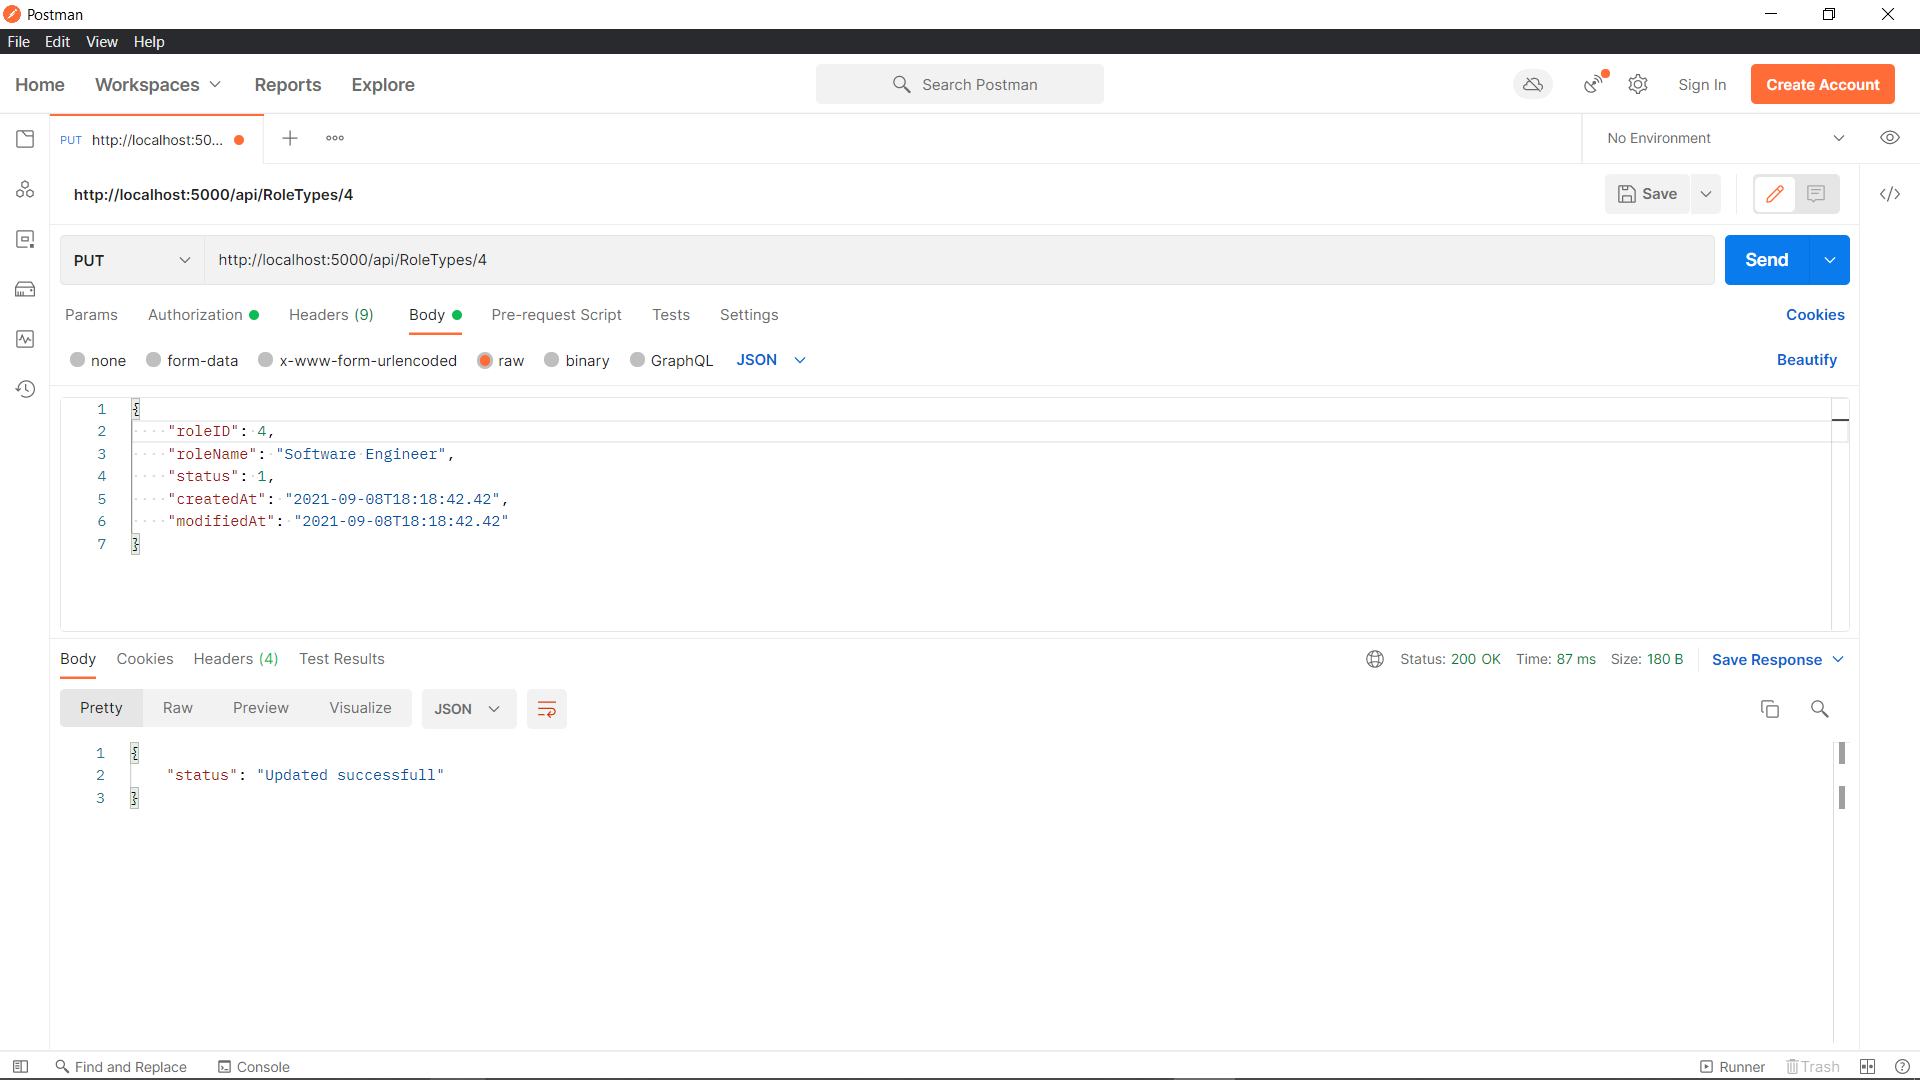 Postman
File Edit View Help
Home Workspaces Reports Explore Search Postman Sign In Create Account
PUT http://localhost:50... No Environment
http://localhost:5000/api/RoleTypes/4 Save
PUT http://localhost:5000/api/RoleTypes/4 Send
Params Authorization Headers (9) Body Pre-request Script Tests Settings Cookies
none form-data x-www-form-urlencoded raw binary GraphQL JSON Beautify
1 {
2 "roleID": 4,
3 "roleName": "Software Engineer",
4 "status": 1,
5 "createdAt": "2021-09-08T18:18:42.42",
6 "modifiedAt": "2021-09-08T18:18:42.42"
7 }
Body Cookies Headers (4) Test Results Status: 200 OK Time: 87 ms Size: 180 B Save Response
Pretty Raw Preview Visualize JSON
1 {
2 "status": "Updated successfull"
3 }
Find and Replace Console Runner Trash